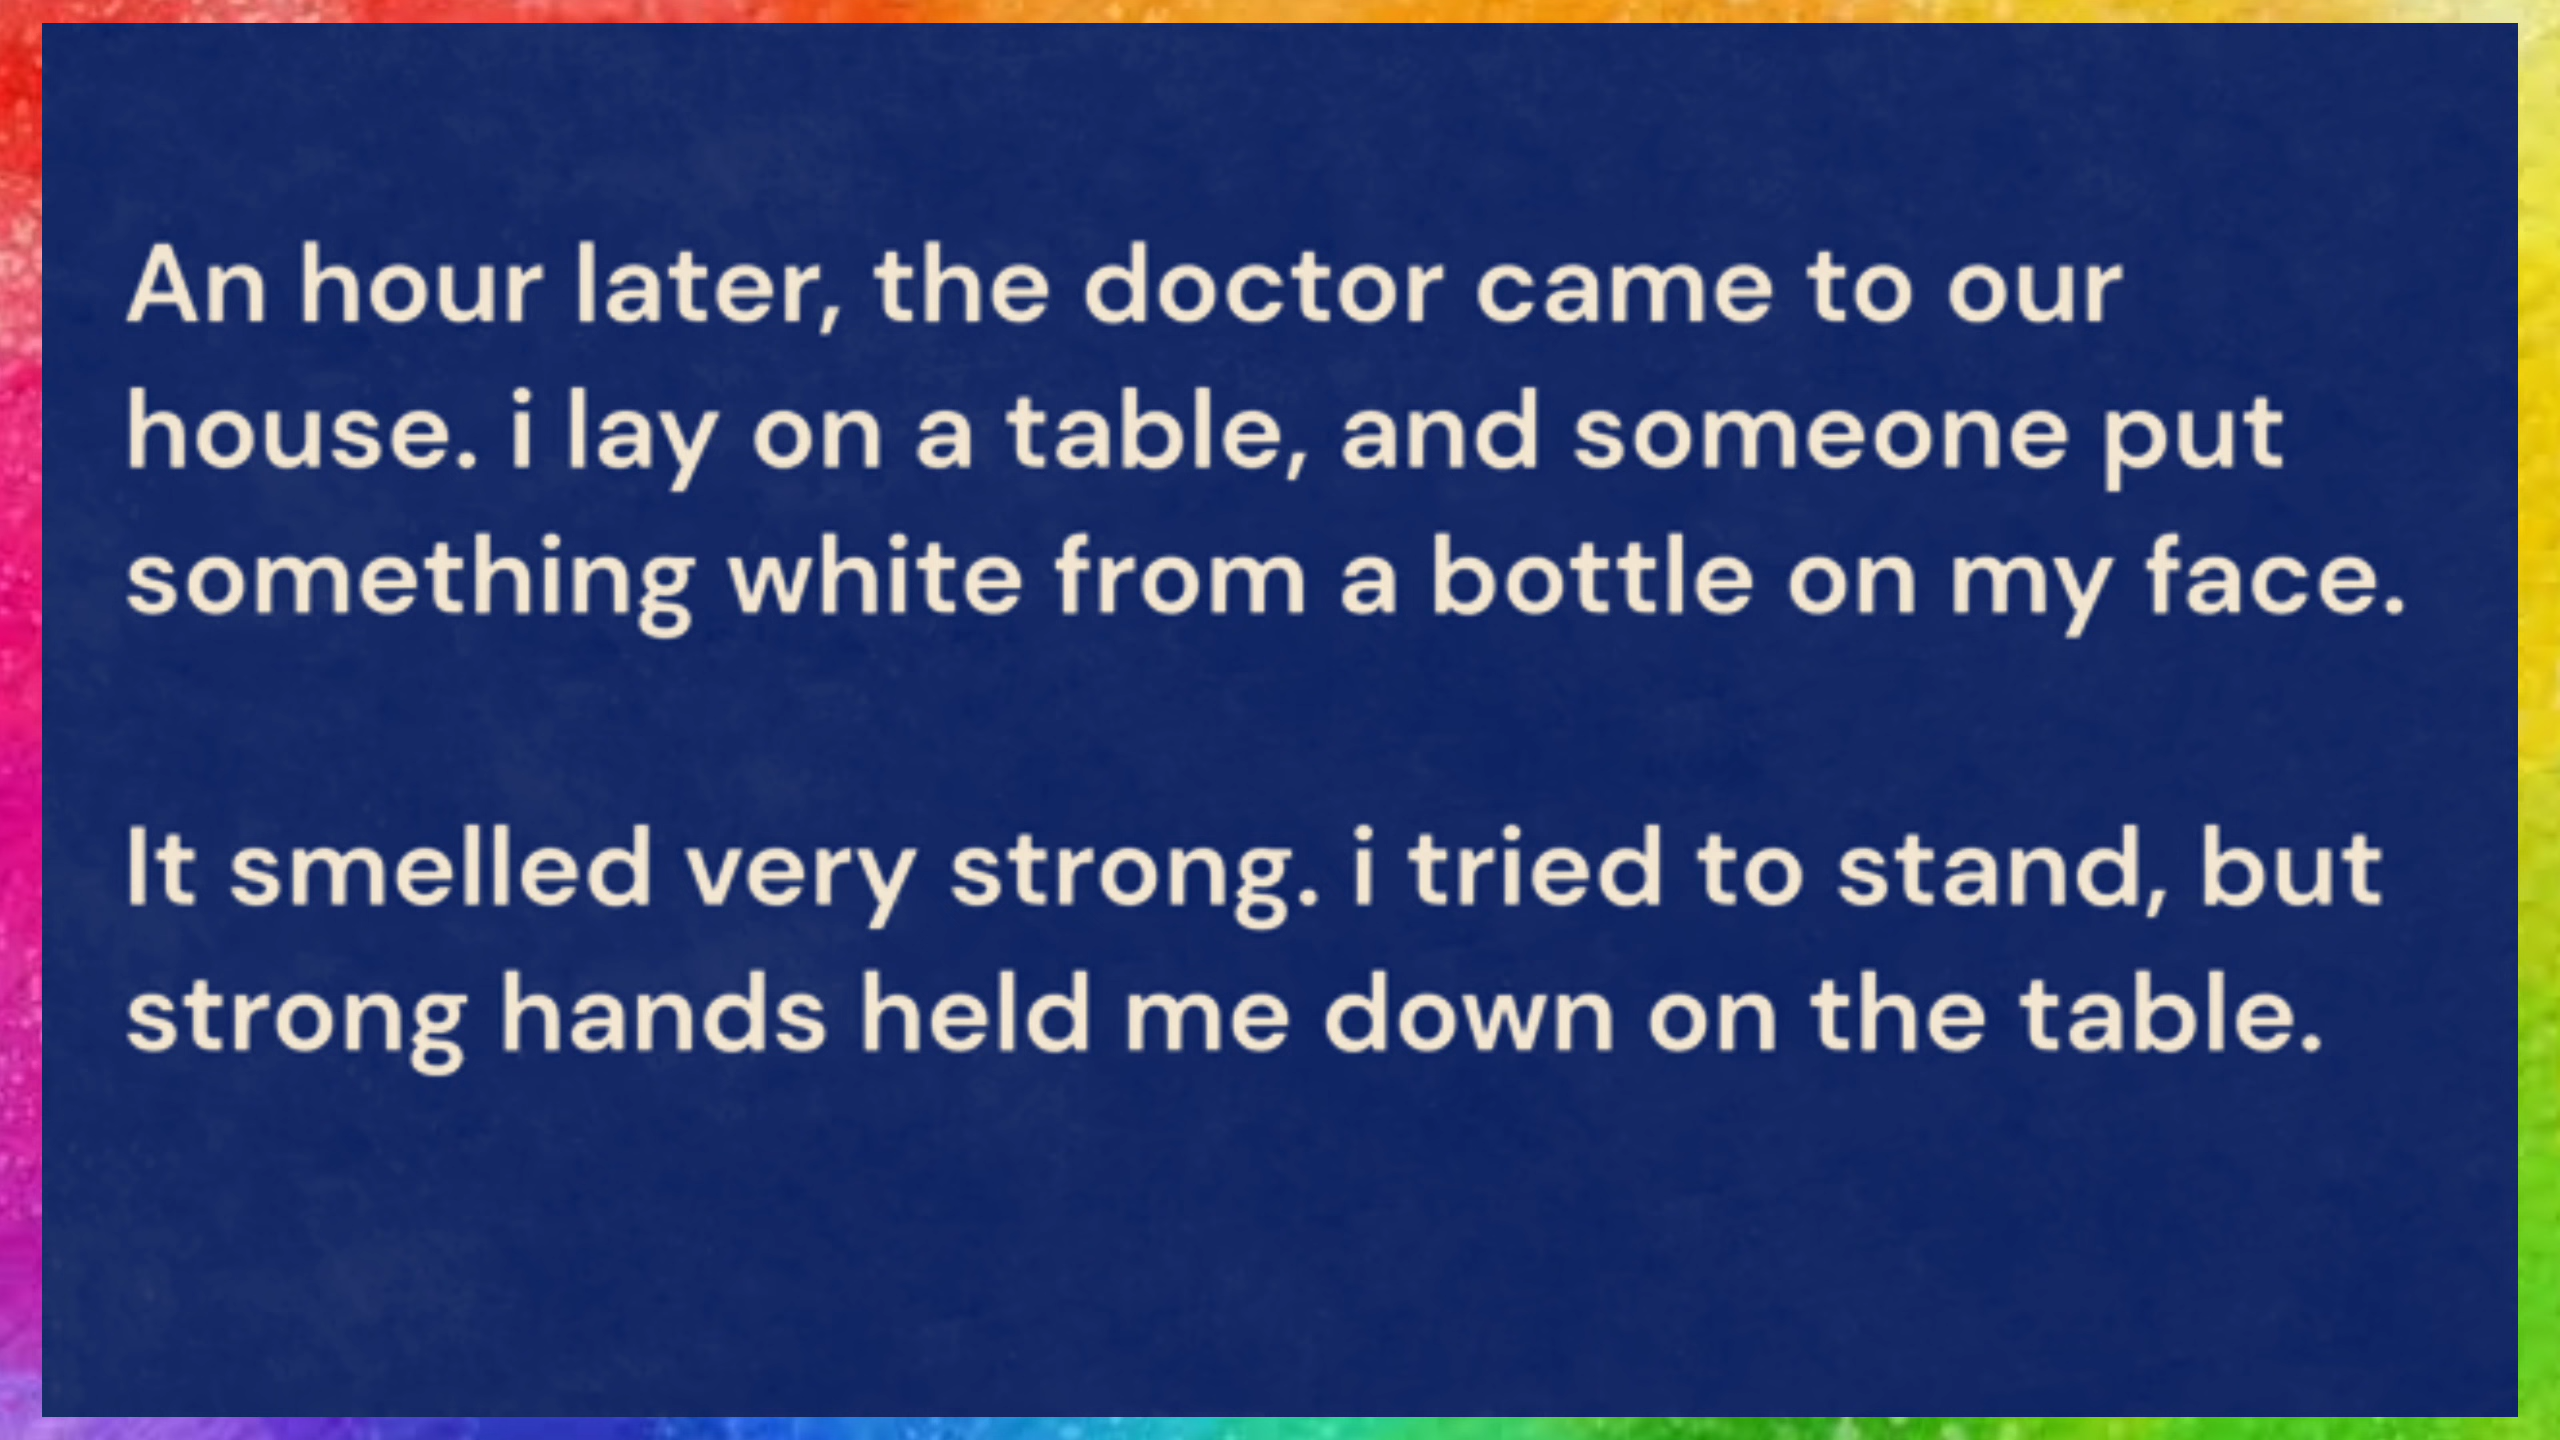 An hour later, the doctor came to our
house. i lay on a table, and someone put
something white from a bottle on my face.
It smelled very strong. i tried to stand, but
strong hands held me down on the table.